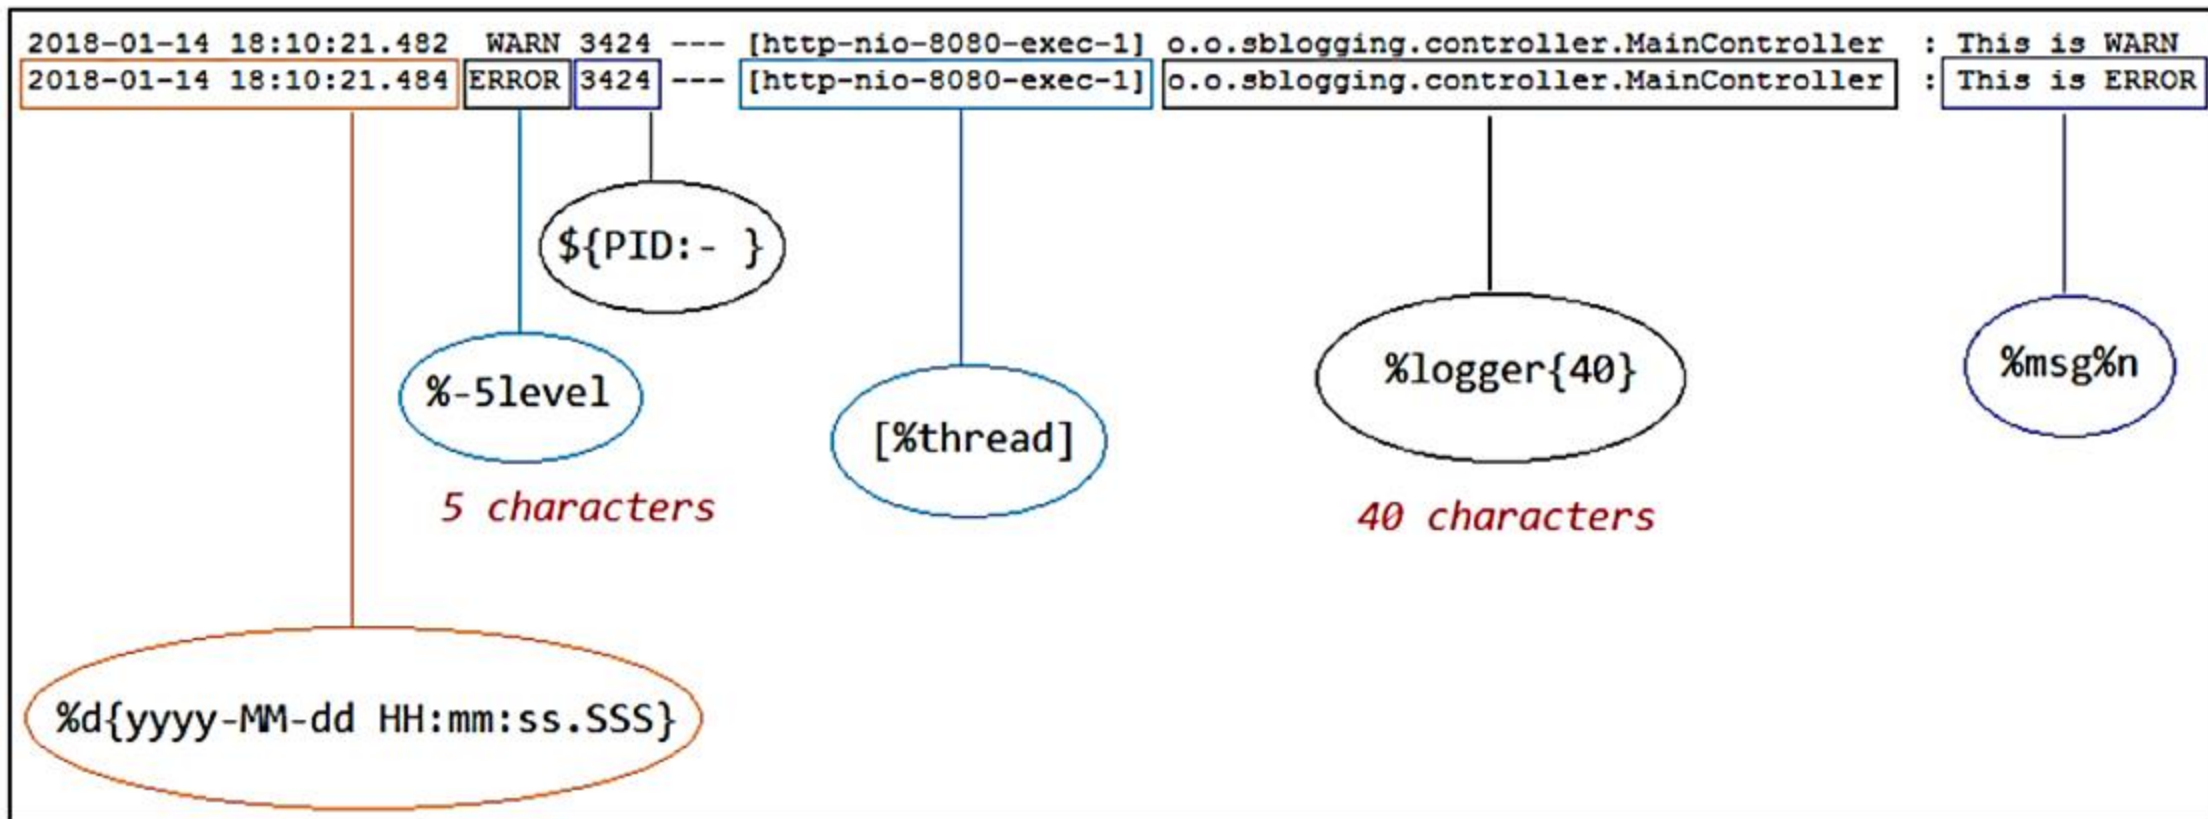 2018-01-14 18:10:21.482  WARN 3424 --- [http-nio-8080-exec-1] o.o.sblogging.controller.MainController  : This is WARN
2018-01-14 18:10:21.484 ERROR 3424 --- [http-nio-8080-exec-1] o.o.sblogging.controller.MainController  : This is ERROR
${PID:- }
%-5level
[%thread]
%logger{40}
%msg%n
5 characters
40 characters
%d{yyyy-MM-dd HH:mm:ss.SSS}